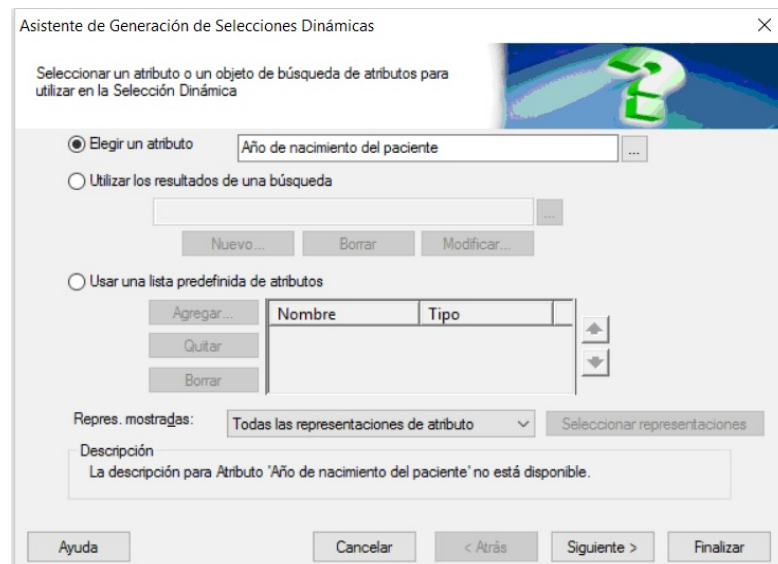 Asistente de Generación de Selecciones Dinámicas
Seleccionar un atributo o un objeto de búsqueda de atributos para
utilizar en la Selección Dinámica
Elegir un atributo
Año de nacimiento del paciente
...
Utilizar los resultados de una búsqueda
...
Nuevo...
Borrar
Modificar...
Usar una lista predefinida de atributos
Agregar...
Nombre
Tipo
Quitar
Borrar
Repres. mostradas:
Todas las representaciones de atributo
Seleccionar representaciones
Descripción
La descripción para Atributo 'Año de nacimiento del paciente' no está disponible.
Ayuda
Cancelar
< Atrás
Siguiente >
Finalizar